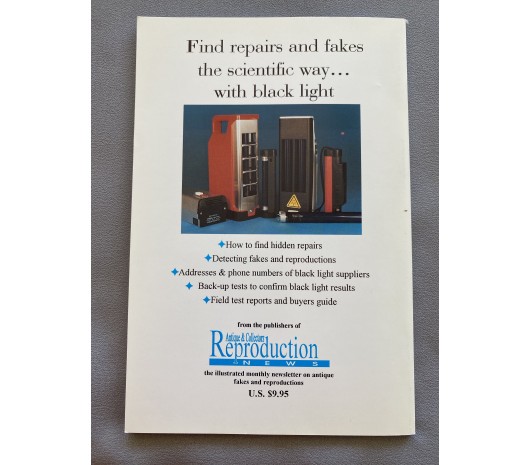 Find repairs and fakes
the scientific way...
with black light
✦How to find hidden repairs
✦Detecting fakes and reproductions
✦Addresses & phone numbers of black light suppliers
✦ Back-up tests to confirm black light results
✦Field test reports and buyers guide
from the publishers of
Antique & Collectors
Reproduction
NEWS
the illustrated monthly newsletter on antique
fakes and reproductions
U.S. $9.95